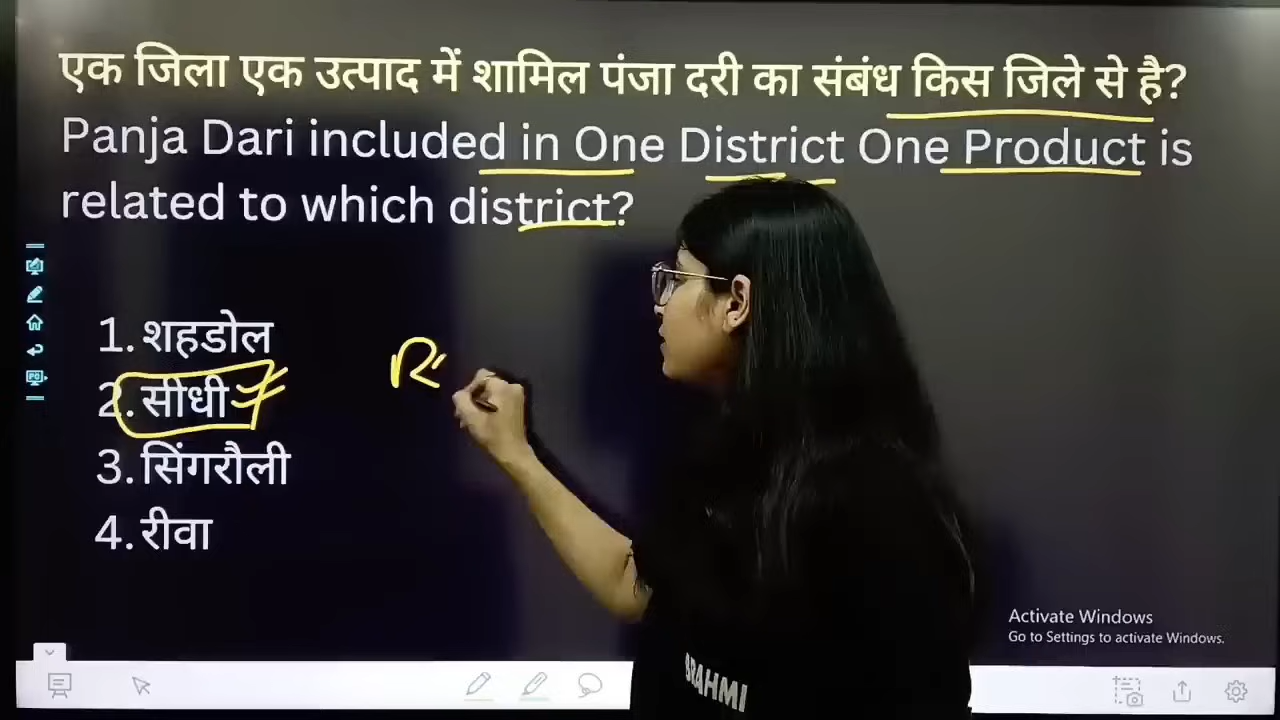 एक जिला एक उत्पाद में शामिल पंजा दरी का संबंध किस जिले से है?
Panja Dari included in One District One Product is
related to which district?
1. शहडोल
2. सीधी
3. सिंगरौली
4. रीवा
R
Activate Windows
Go to Settings to activate Windows.
BRAHMI